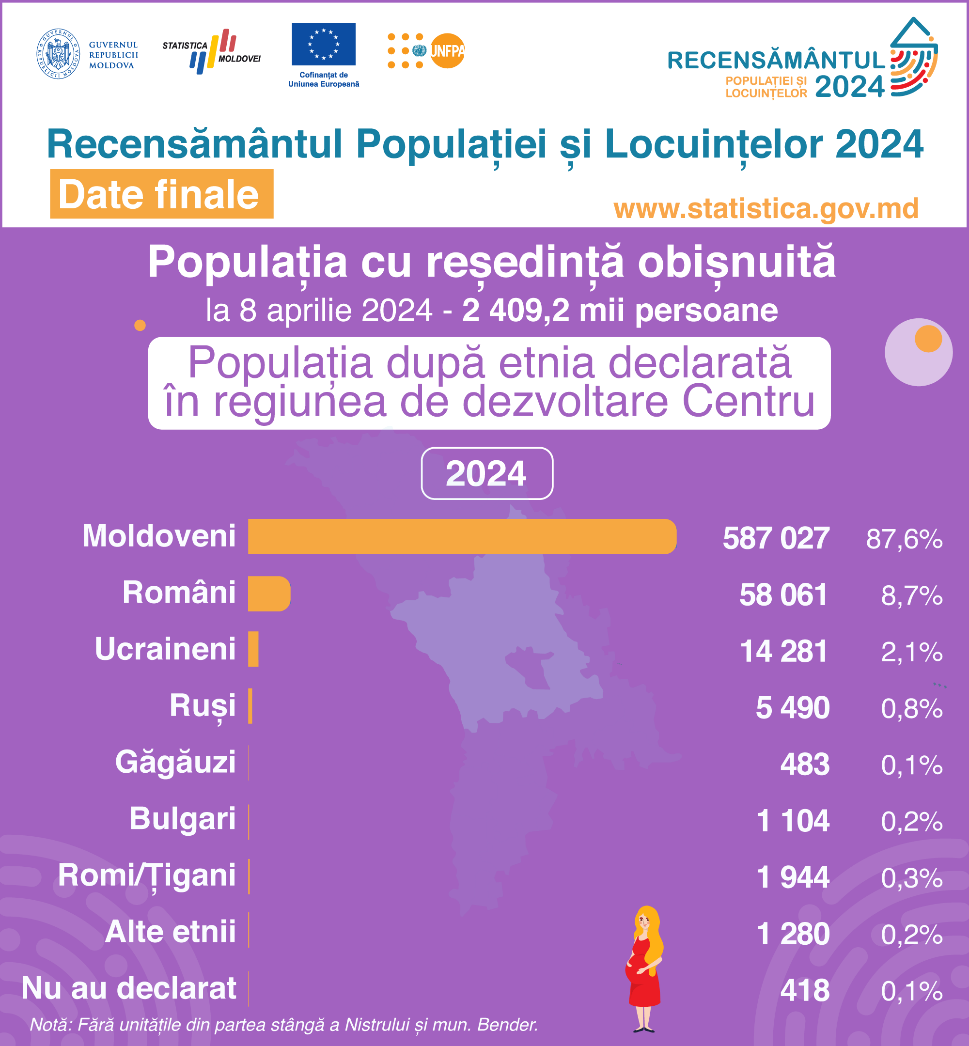 GUVERNUL
REPUBLICII
MOLDOVA
STATISTICA
MOLDOVEI
Cofinanțat de
Uniunea Europeană
UNFPA
RECENSĂMÂNTUL
POPULAȚIEI ȘI
LOCUINȚELOR
2024
Recensământul Populației și Locuințelor 2024
Date finale
www.statistica.gov.md
Populația cu reședință obișnuită
la 8 aprilie 2024 - 2 409,2 mii persoane
Populația după etnia declarată
în regiunea de dezvoltare Centru
2024
Moldoveni 587 027 87,6%
Români 58 061 8,7%
Ucraineni 14 281 2,1%
Ruși 5 490 0,8%
Găgăuzi 483 0,1%
Bulgari 1 104 0,2%
Romi/Țigani 1 944 0,3%
Alte etnii 1 280 0,2%
Nu au declarat 418 0,1%
Notă: Fără unitățile din partea stângă a Nistrului și mun. Bender.